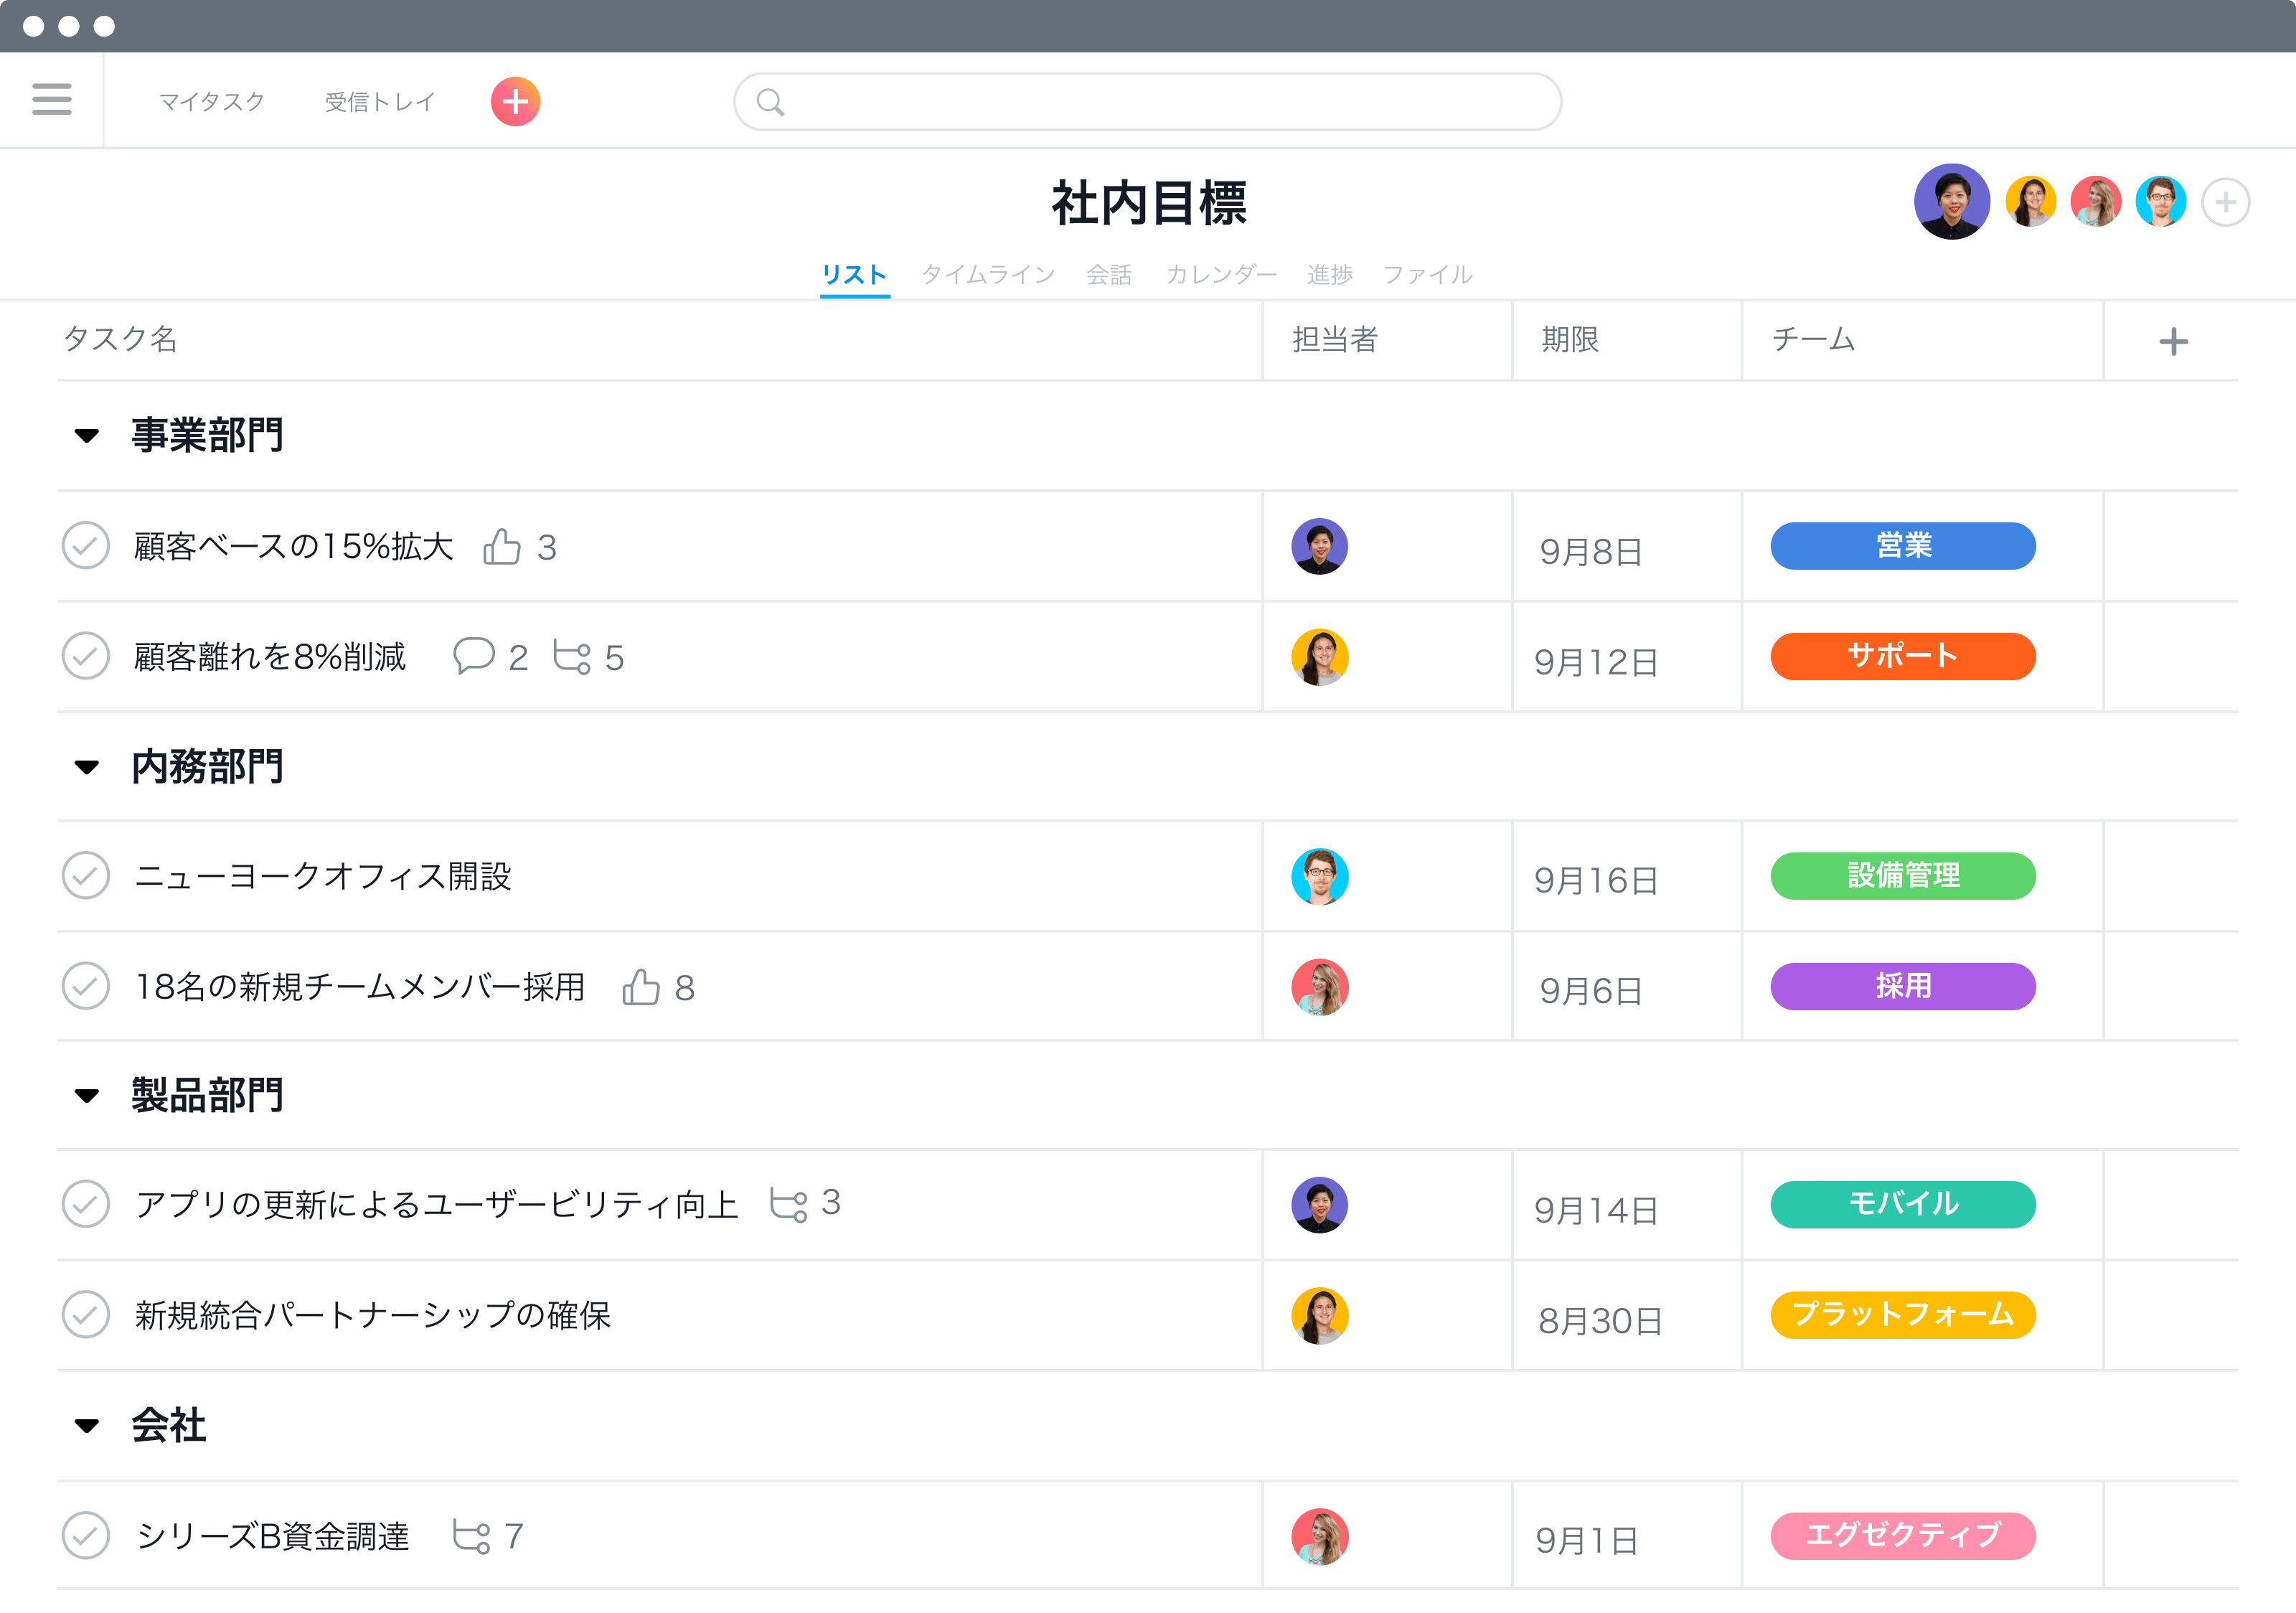 マイタスク 受信トレイ
社内目標
リスト タイムライン 会話 カレンダー 進捗 ファイル
タスク名 担当者 期限 チーム
事業部門
顧客ベースの15%拡大 3 9月8日 営業
顧客離れを8%削減 2 5 9月12日 サポート
内務部門
ニューヨークオフィス開設 9月16日 設備管理
18名の新規チームメンバー採用 8 9月6日 採用
製品部門
アプリの更新によるユーザービリティ向上 3 9月14日 モバイル
新規統合パートナーシップの確保 8月30日 プラットフォーム
会社
シリーズB資金調達 7 9月1日 エグゼクティブ